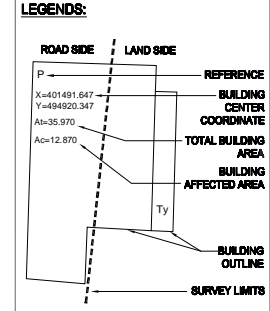 LEGENDS:
ROAD SIDE LAND SIDE
P
REFERENCE
X=401491.647
Y=494920.347
BUILDING
CENTER
COORDINATE
At=35.970
TOTAL BUILDING
AREA
Ac=12.870
BUILDING
AFFECTED AREA
Ty
BUILDING
OUTLINE
SURVEY LIMITS